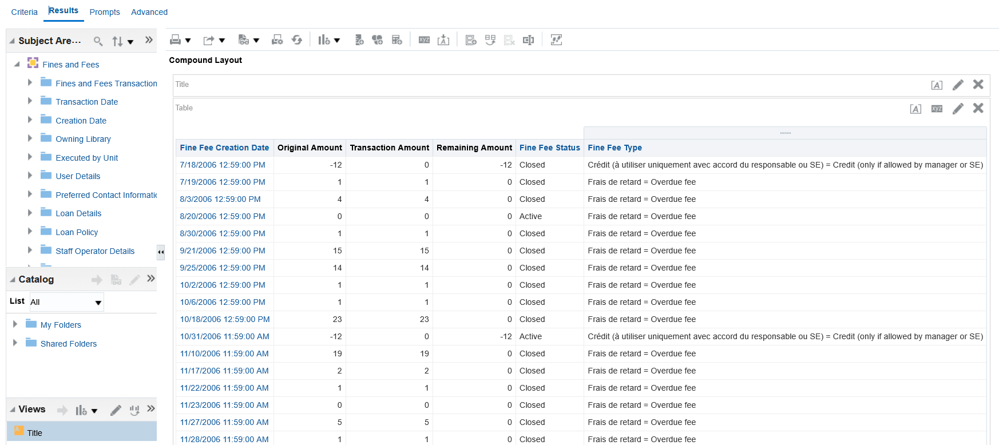 Criteria Results Prompts Advanced
Subject Are...
Fines and Fees
Fines and Fees Transaction
Transaction Date
Creation Date
Owning Library
Executed by Unit
User Details
Preferred Contact Informatic
Loan Details
Loan Policy
Staff Operator Details
Catalog
List All
My Folders
Shared Folders
Views
Title
Compound Layout
Title
Table
Fine Fee Creation Date Original Amount Transaction Amount Remaining Amount Fine Fee Status Fine Fee Type
7/18/2006 12:59:00 PM -12 0 -12 Closed Crédit (à utiliser uniquement avec accord du responsable ou SE) = Credit (only if allowed by manager or SE)
7/19/2006 12:59:00 PM 1 1 0 Closed Frais de retard = Overdue fee
8/3/2006 12:59:00 PM 4 4 0 Closed Frais de retard = Overdue fee
8/20/2006 12:59:00 PM 0 0 0 Active Frais de retard = Overdue fee
8/30/2006 12:59:00 PM 1 1 0 Closed Frais de retard = Overdue fee
9/21/2006 12:59:00 PM 15 15 0 Closed Frais de retard = Overdue fee
9/25/2006 12:59:00 PM 14 14 0 Closed Frais de retard = Overdue fee
10/2/2006 12:59:00 PM 1 1 0 Closed Frais de retard = Overdue fee
10/6/2006 12:59:00 PM 1 1 0 Closed Frais de retard = Overdue fee
10/18/2006 12:59:00 PM 23 23 0 Closed Frais de retard = Overdue fee
10/31/2006 11:59:00 AM -12 0 -12 Active Crédit (à utiliser uniquement avec accord du responsable ou SE) = Credit (only if allowed by manager or SE)
11/10/2006 11:59:00 AM 19 19 0 Closed Frais de retard = Overdue fee
11/17/2006 11:59:00 AM 2 2 0 Closed Frais de retard = Overdue fee
11/22/2006 11:59:00 AM 1 1 0 Closed Frais de retard = Overdue fee
11/23/2006 11:59:00 AM 0 0 0 Closed Frais de retard = Overdue fee
11/27/2006 11:59:00 AM 5 5 0 Closed Frais de retard = Overdue fee
11/28/2006 11:59:00 AM 1 1 0 Closed Frais de retard = Overdue fee